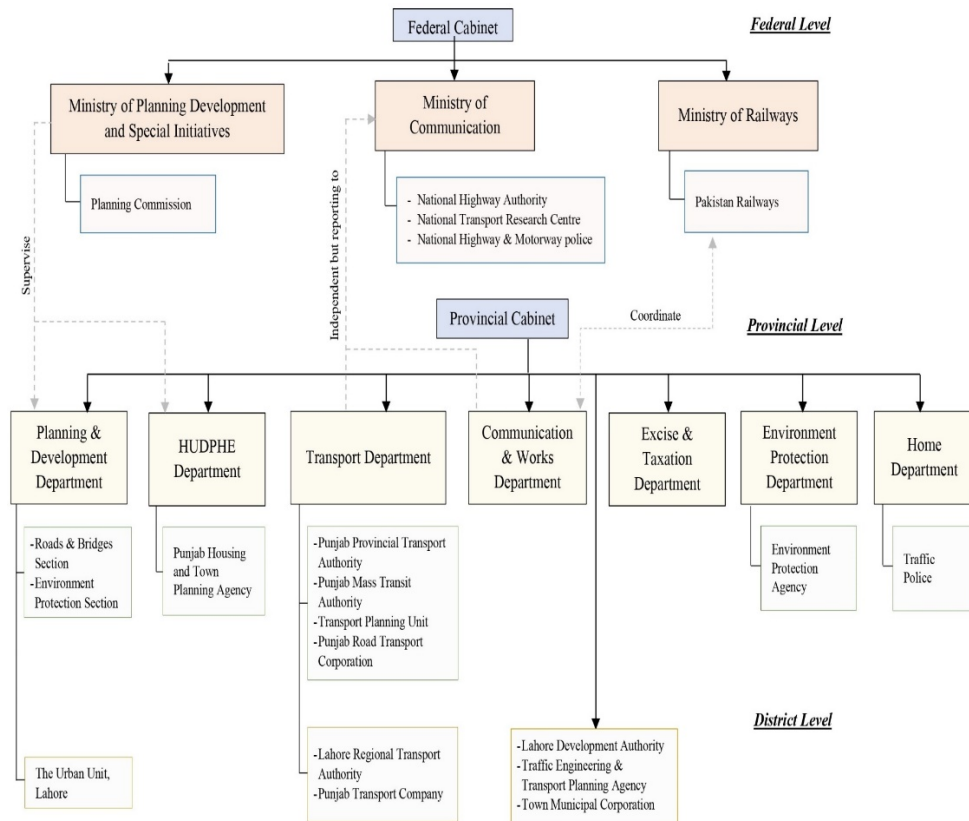 Federal Cabinet
Federal Level
Ministry of Planning Development
and Special Initiatives
Ministry of
Communication
Ministry of Railways
Planning Commission
- National Highway Authority
- National Transport Research Centre
- National Highway & Motorway police
Pakistan Railways
Supervise
Independent but reporting to
Coordinate
Provincial Cabinet
Provincial Level
Planning &
Development
Department
HUDPHE
Department
Transport Department
Communication
& Works
Department
Excise &
Taxation
Department
Environment
Protection
Department
Home
Department
-Roads & Bridges
Section
-Environment
Protection Section
Punjab Housing
and Town
Planning Agency
-Punjab Provincial Transport
Authority
-Punjab Mass Transit
Authority
-Transport Planning Unit
-Punjab Road Transport
Corporation
Environment
Protection
Agency
Traffic
Police
District Level
The Urban Unit,
Lahore
-Lahore Regional Transport
Authority
-Punjab Transport Company
-Lahore Development Authority
-Traffic Engineering &
Transport Planning Agency
-Town Municipal Corporation